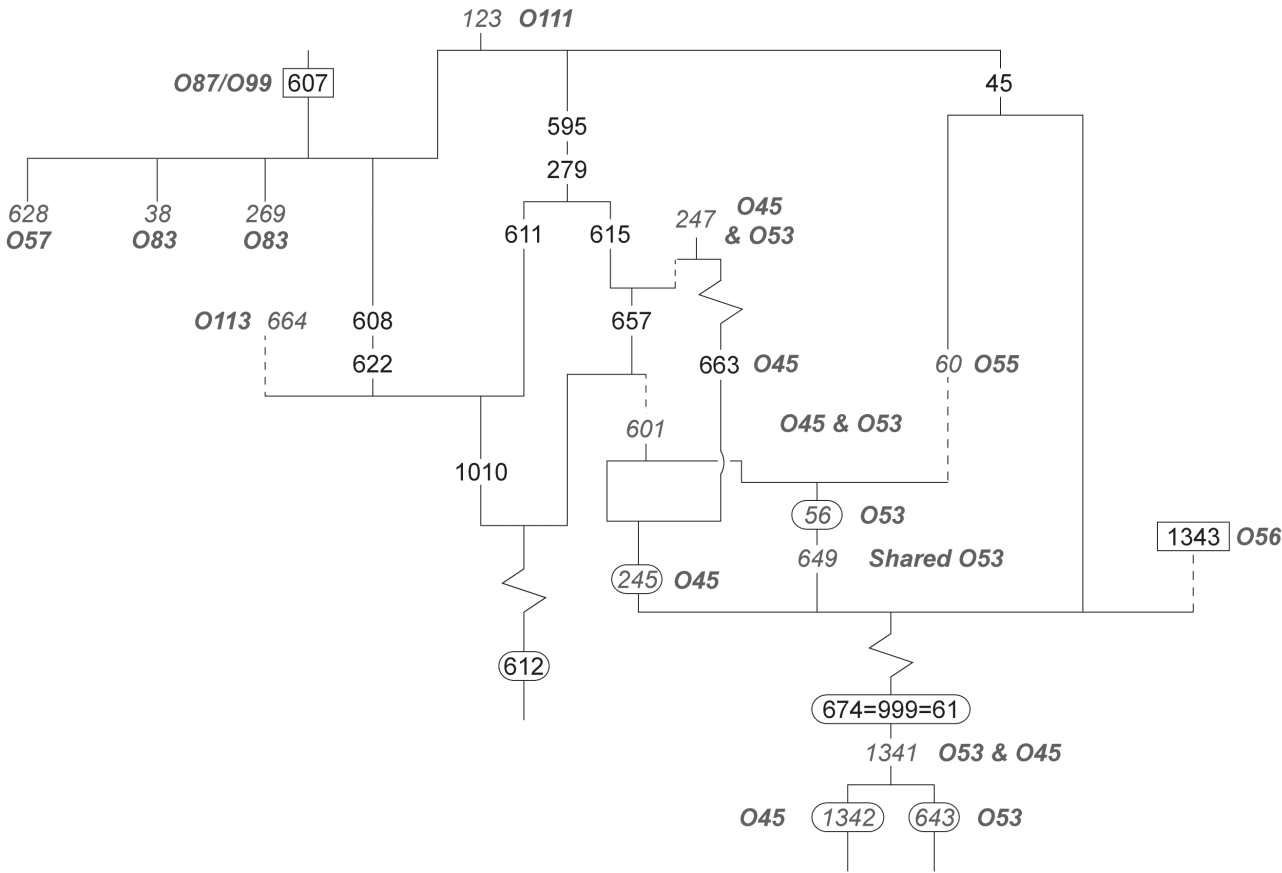 123 O111
O87/O99 607
45
595
279
628
O57
38
O83
269
O83
247
O45
& O53
611
615
O113 664
608
657
622
663 O45
60 O55
601
O45 & O53
1010
56 O53
1343 O56
649 Shared O53
245 O45
612
674=999=61
1341 O53 & O45
O45 1342
643 O53